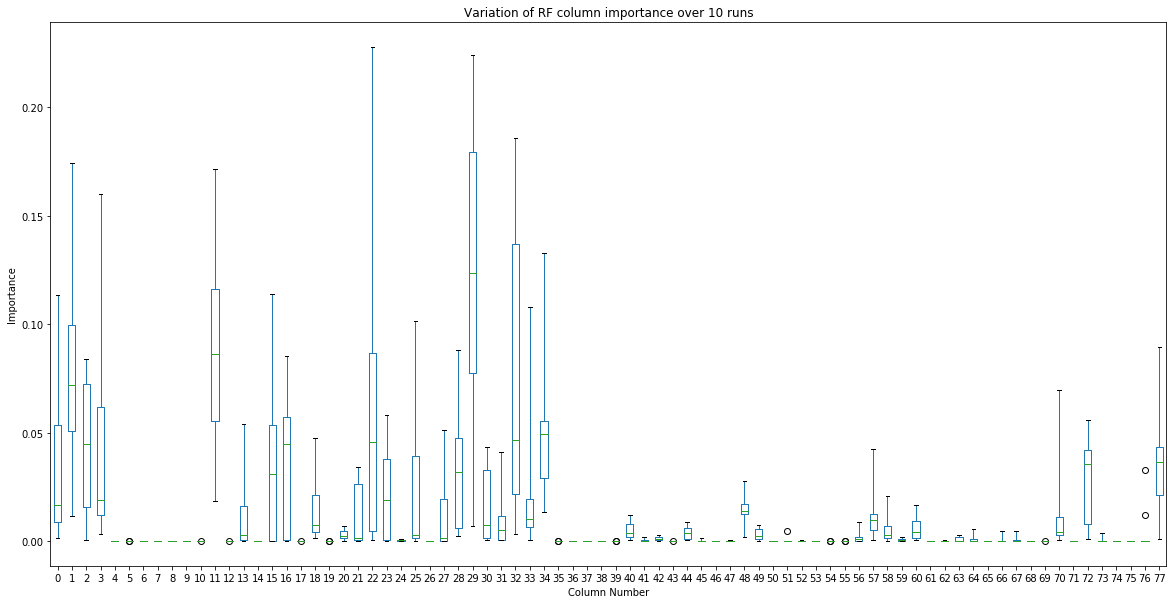 Variation of RF column importance over 10 runs
Importance
0.20
0.15
0.10
0.05
0.00
0 1 2 3 4 5 6 7 8 9 10 11 12 13 14 15 16 17 18 19 20 21 22 23 24 25 26 27 28 29 30 31 32 33 34 35 36 37 38 39 40 41 42 43 44 45 46 47 48 49 50 51 52 53 54 55 56 57 58 59 60 61 62 63 64 65 66 67 68 69 70 71 72 73 74 75 76 77
Column Number